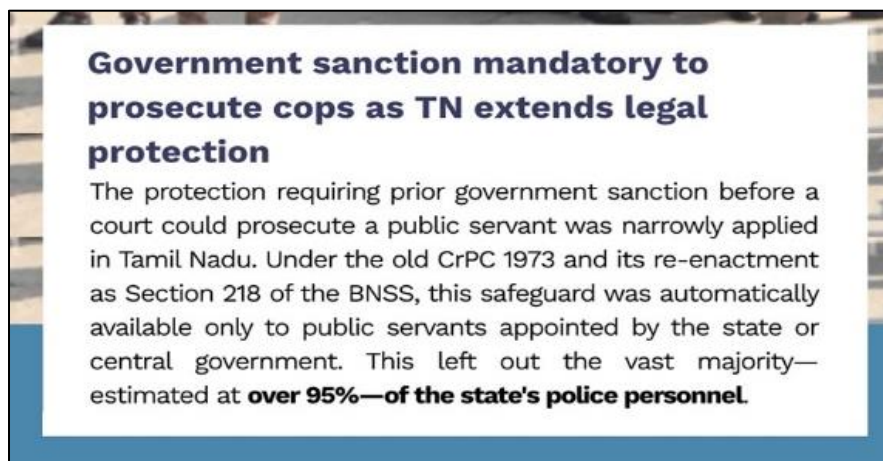 Government sanction mandatory to
prosecute cops as TN extends legal
protection
The protection requiring prior government sanction before a
court could prosecute a public servant was narrowly applied
in Tamil Nadu. Under the old CrPC 1973 and its re-enactment
as Section 218 of the BNSS, this safeguard was automatically
available only to public servants appointed by the state or
central government. This left out the vast majority—
estimated at over 95%—of the state's police personnel.